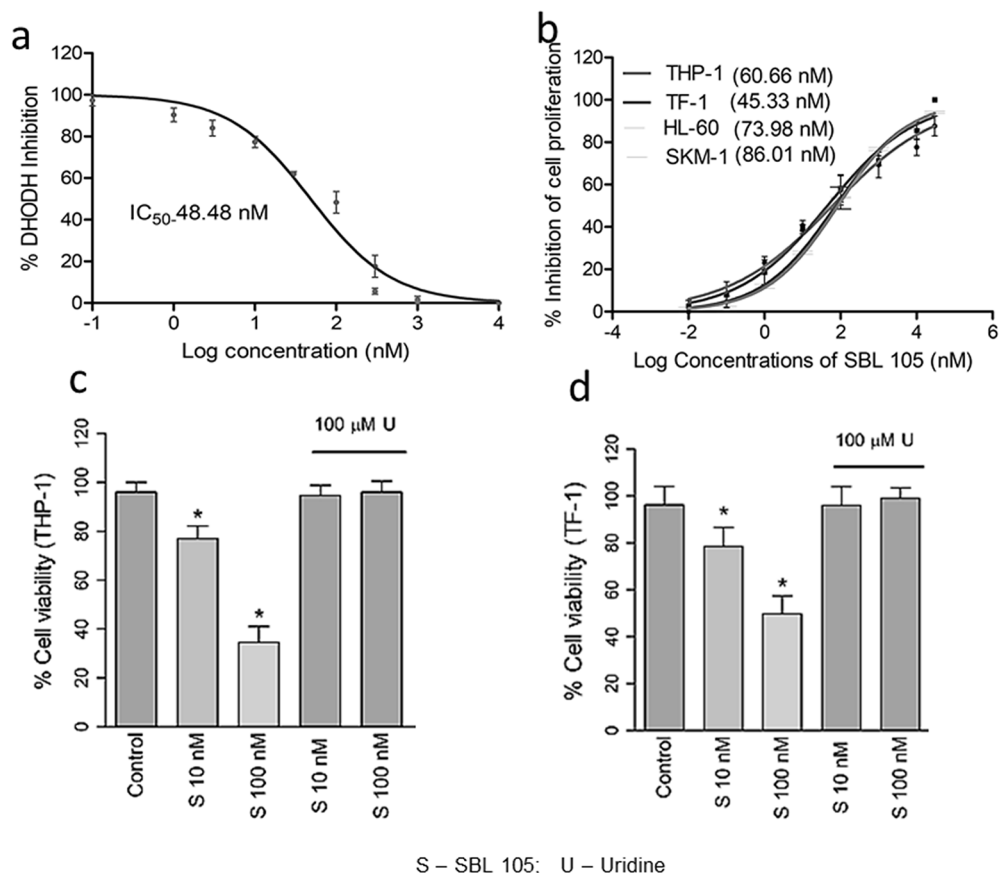 a
120
100
80
60
40
20
0
% DHODH Inhibition
IC50-48.48 nM
-1 0 1 2 3 4
Log concentration (nM)
b
120
100
80
60
40
20
0
% Inhibition of cell proliferation
THP-1 (60.66 nM)
TF-1 (45.33 nM)
HL-60 (73.98 nM)
SKM-1 (86.01 nM)
-4 -2 0 2 4 6
Log Concentrations of SBL 105 (nM)
c
100 µM U
120
100
80
60
40
20
0
% Cell viability (THP-1)
*
*
Control
S 10 nM
S 100 nM
S 10 nM
S 100 nM
d
100 µM U
120
100
80
60
40
20
0
% Cell viability (TF-1)
*
*
Control
S 10 nM
S 100 nM
S 10 nM
S 100 nM
S – SBL 105; U – Uridine